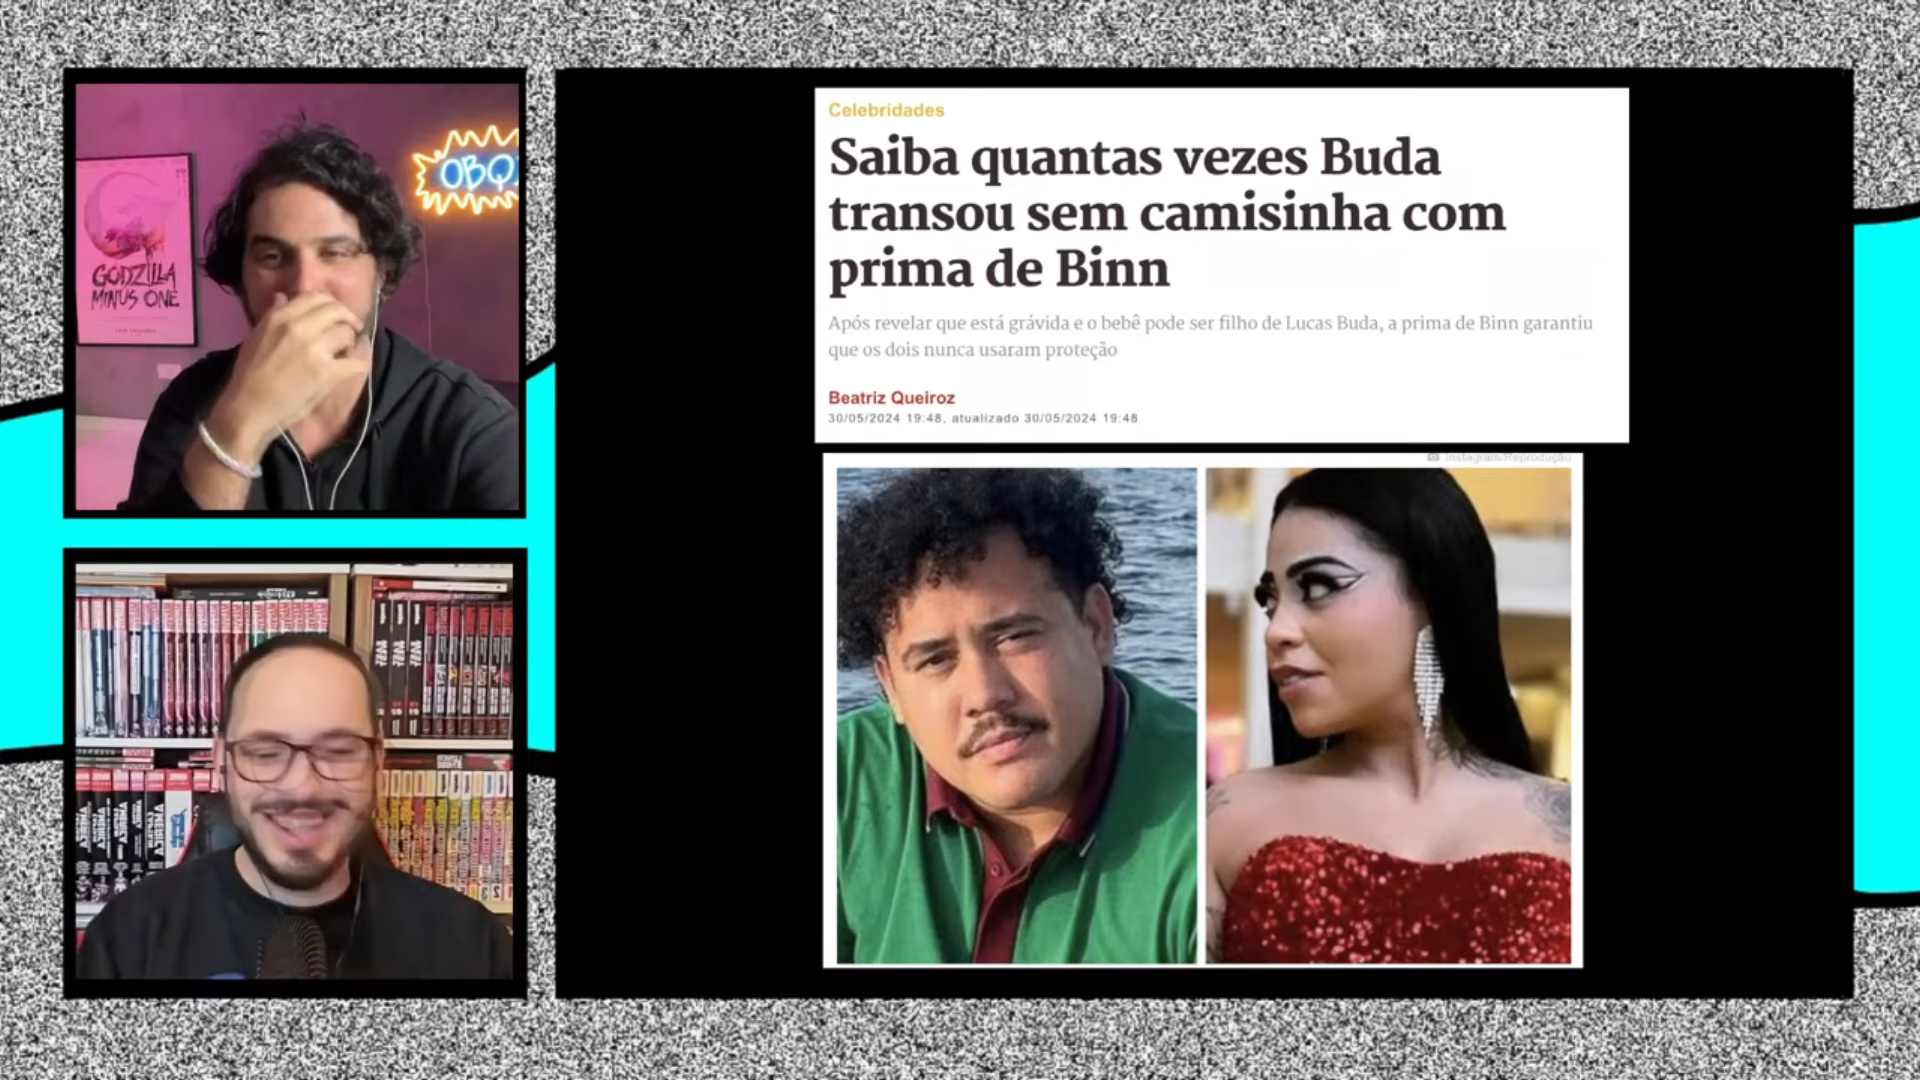 OBQ
GODZILLA
MINUS ONE
Celebridades
Saiba quantas vezes Buda
transou sem camisinha com
prima de Binn
Após revelar que está grávida e o bebê pode ser filho de Lucas Buda, a prima de Binn garantiu
que os dois nunca usaram proteção
Beatriz Queiroz
30/05/2024 19:48, atualizado 30/05/2024 19:48
Instagram/Reprodução